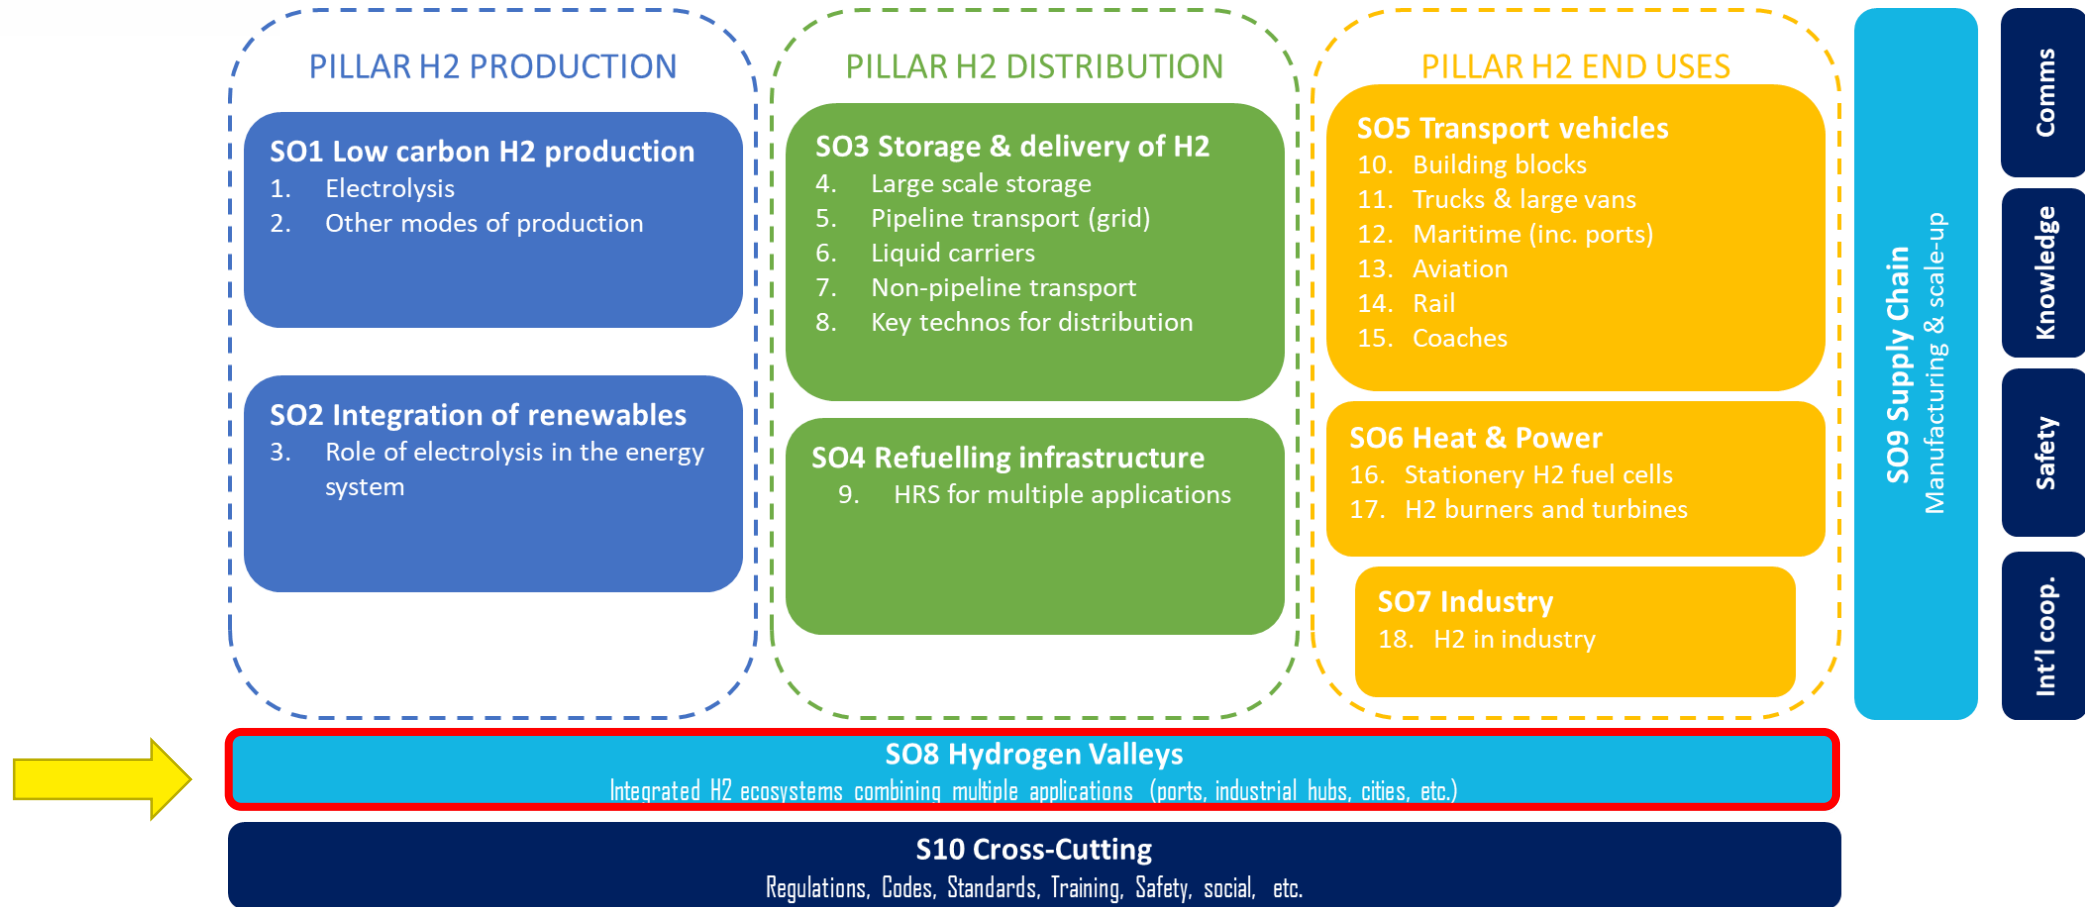 PILLAR H2 PRODUCTION
SO1 Low carbon H2 production
1. Electrolysis
2. Other modes of production
SO2 Integration of renewables
3. Role of electrolysis in the energy
system
PILLAR H2 DISTRIBUTION
SO3 Storage & delivery of H2
4. Large scale storage
5. Pipeline transport (grid)
6. Liquid carriers
7. Non-pipeline transport
8. Key technos for distribution
SO4 Refuelling infrastructure
9. HRS for multiple applications
PILLAR H2 END USES
SO5 Transport vehicles
10. Building blocks
11. Trucks & large vans
12. Maritime (inc. ports)
13. Aviation
14. Rail
15. Coaches
SO6 Heat & Power
16. Stationery H2 fuel cells
17. H2 burners and turbines
SO7 Industry
18. H2 in industry
SO9 Supply Chain
Manufacturing & scale-up
Comms
Knowledge
Safety
Int'l coop.
SO8 Hydrogen Valleys
Integrated H2 ecosystems combining multiple applications (ports, industrial hubs, cities, etc.)
S10 Cross-Cutting
Regulations, Codes, Standards, Training, Safety, social, etc.